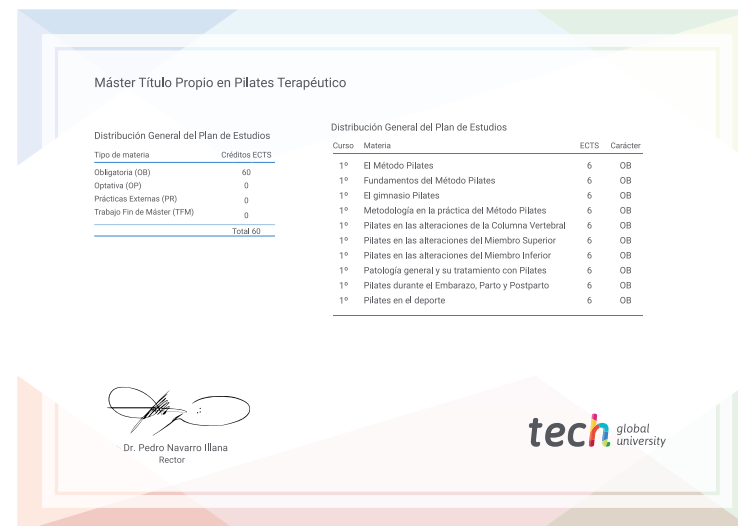 Máster Título Propio en Pilates Terapéutico
Distribución General del Plan de Estudios
Tipo de materia Créditos ECTS
Obligatoria (OB) 60
Optativa (OP) 0
Prácticas Externas (PR) 0
Trabajo Fin de Máster (TFM) 0
Total 60
Distribución General del Plan de Estudios
Curso Materia ECTS Carácter
1º El Método Pilates 6 OB
1º Fundamentos del Método Pilates 6 OB
1º El gimnasio Pilates 6 OB
1º Metodología en la práctica del Método Pilates 6 OB
1º Pilates en las alteraciones de la Columna Vertebral 6 OB
1º Pilates en las alteraciones del Miembro Superior 6 OB
1º Pilates en las alteraciones del Miembro Inferior 6 OB
1º Patología general y su tratamiento con Pilates 6 OB
1º Pilates durante el Embarazo, Parto y Postparto 6 OB
1º Pilates en el deporte 6 OB
Dr. Pedro Navarro Illana
Rector
tech global university